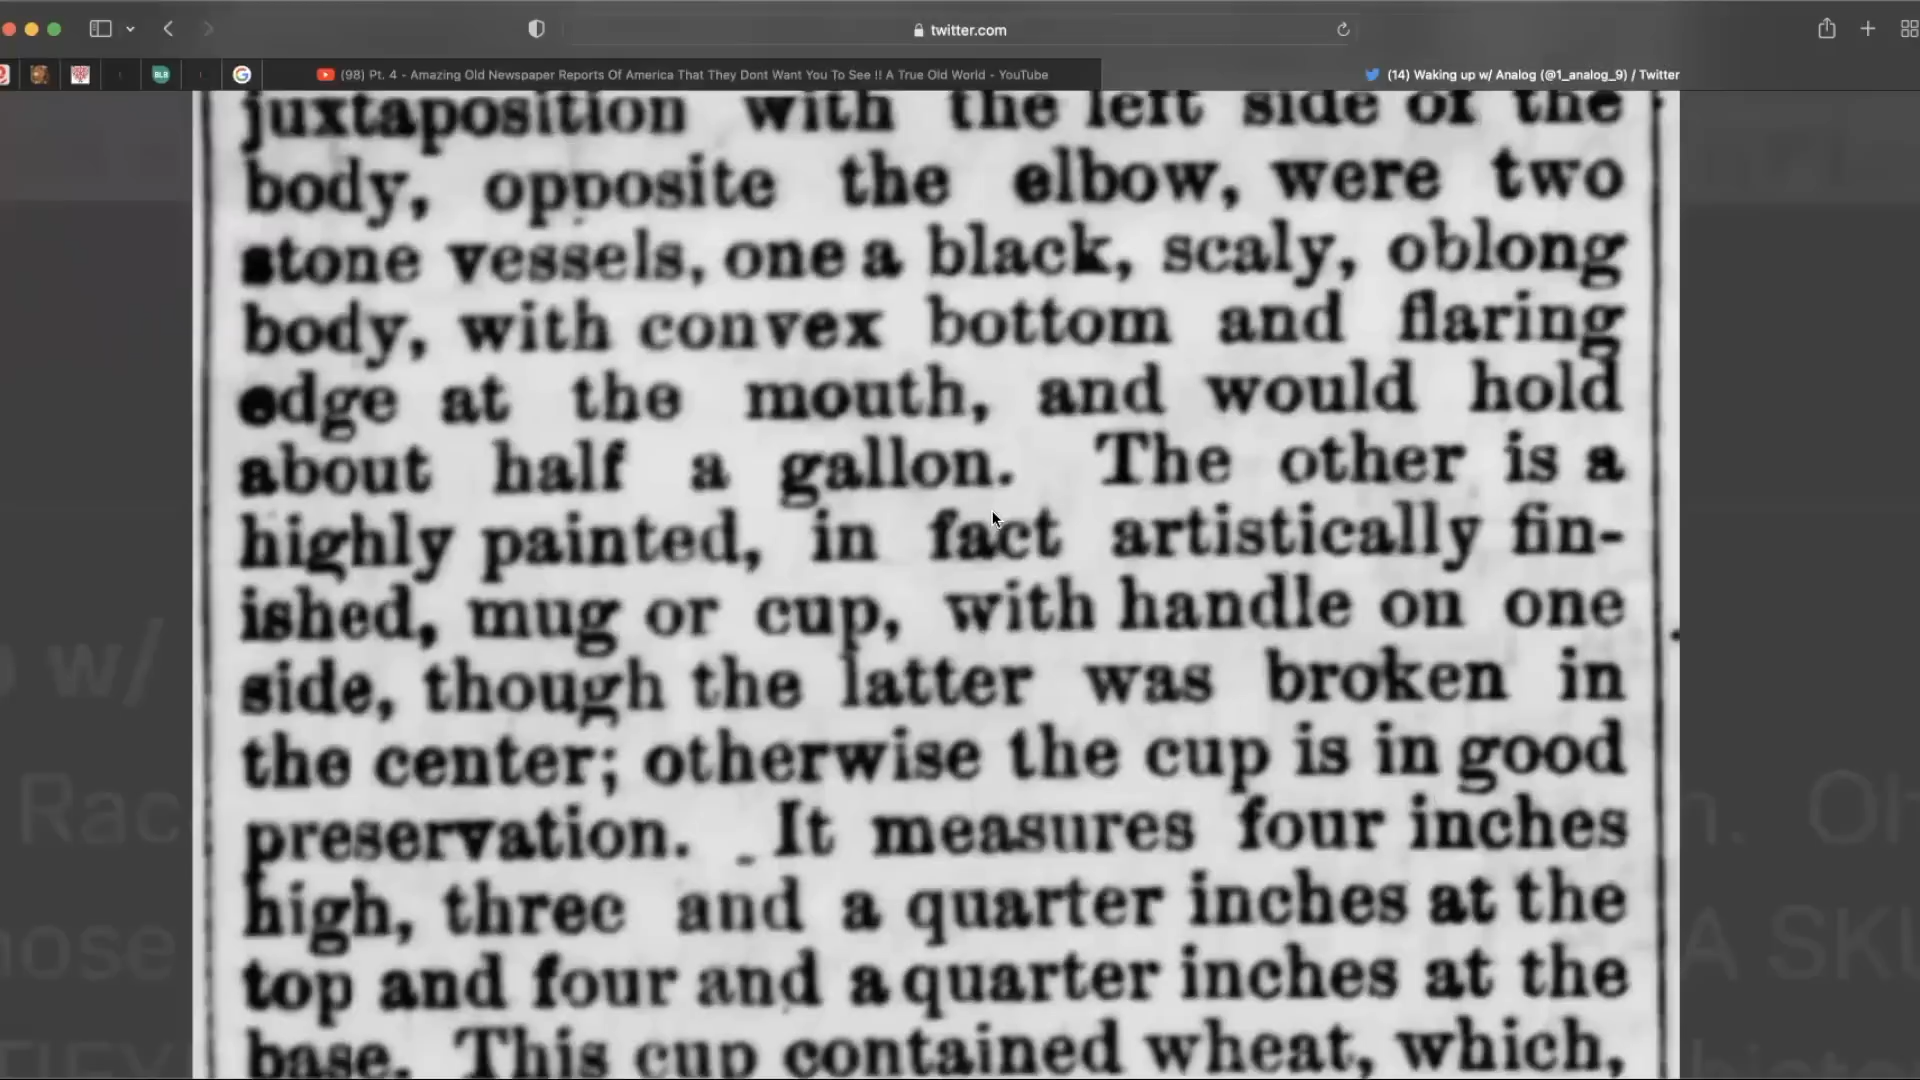 twitter.com
BLB
(98) Pt. 4 - Amazing Old Newspaper Reports Of America That They Dont Want You To See !! A True Old World - YouTube
(14) Waking up w/ Analog (@1_analog_9) / Twitter
juxtaposition with the left side of the
body, opposite the elbow, were two
stone vessels, one a black, scaly, oblong
body, with convex bottom and flaring
edge at the mouth, and would hold
about half a gallon. The other is a
highly painted, in fact artistically fin-
ished, mug or cup, with handle on one
side, though the latter was broken in
the center; otherwise the cup is in good
preservation. It measures four inches
high, three and a quarter inches at the
top and four and a quarter inches at the
base. This cup contained wheat, which,
w/
Rac
A SKU